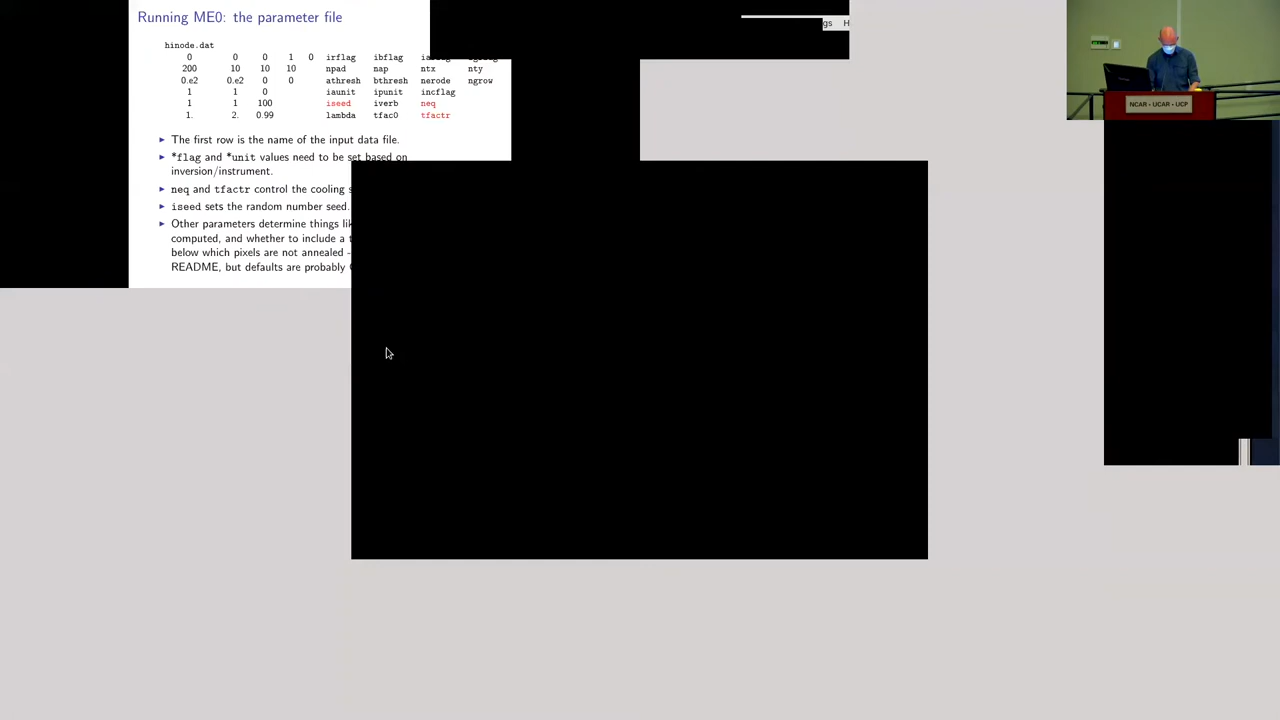 Running ME0: the parameter file
gs H
hinode.dat
0 0 0 1 0 irflag ibflag
200 10 10 10 npad nap ntx nty
0.e2 0.e2 0 0 athresh bthresh nerode ngrow
1 1 0 iaunit ipunit incflag
1 1 100 iseed iverb neq
1. 2. 0.99 lambda tfac0 tfactr
▶ The first row is the name of the input data file.
▶ *flag and *unit values need to be set based on
inversion/instrument.
▶ neq and tfactr control the cooling
▶ iseed sets the random number seed.
▶ Other parameters determine things
computed, and whether to include a
below which pixels are not annealed -
README, but defaults are probably
NCAR • UCAR • UCP